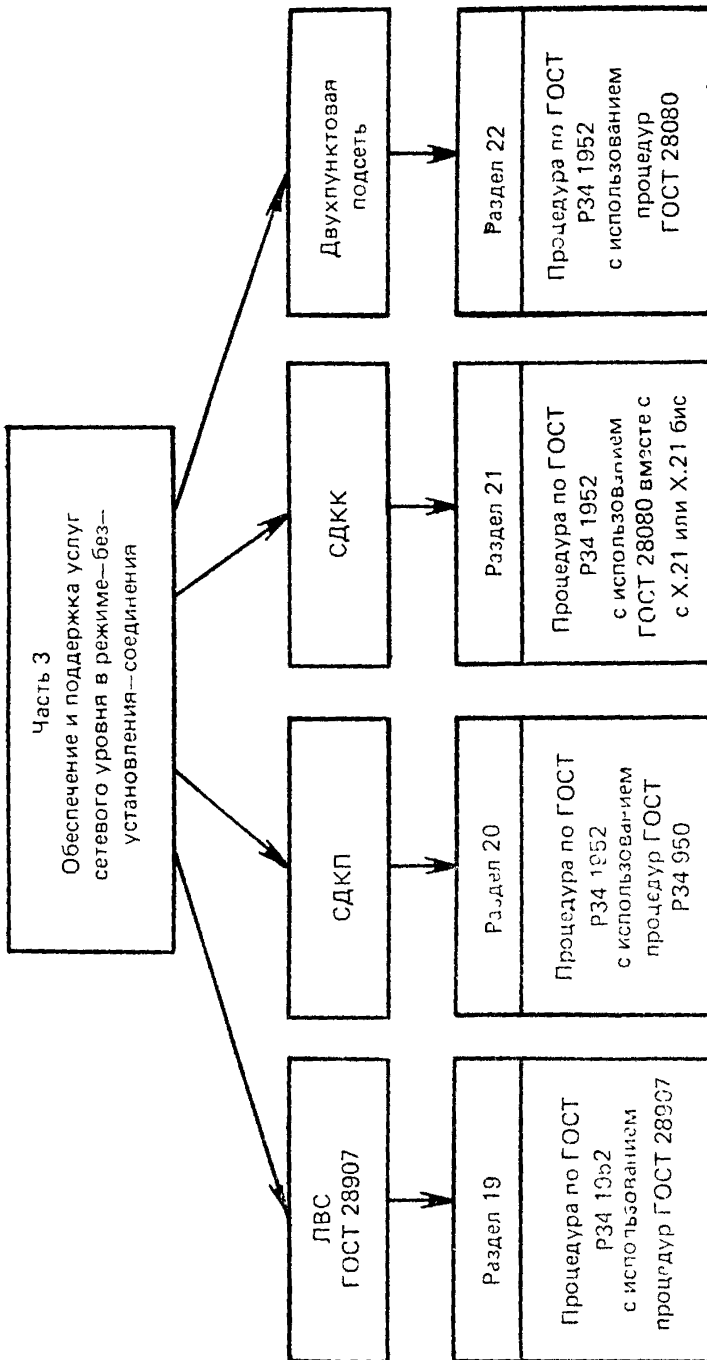 Часть 3
Обеспечение и поддержка услуг
сетевого уровня в режиме—без—
установления—соединения
ЛВС
ГОСТ 28907
СДКП
СДКК
Двухпунктовая
подсеть
Раздел 19
Процедура по ГОСТ
Р34 1952
с использованием
процедур ГОСТ 28907
Раздел 20
Процедура по ГОСТ
Р34 1952
с использованием
процедур ГОСТ
Р34 950
Раздел 21
Процедура по ГОСТ
Р34 1952
с использованием
ГОСТ 28080 вместе с
с X.21 или X.21 бис
Раздел 22
Процедура по ГОСТ
Р34 1952
с использованием
процедур
ГОСТ 28080